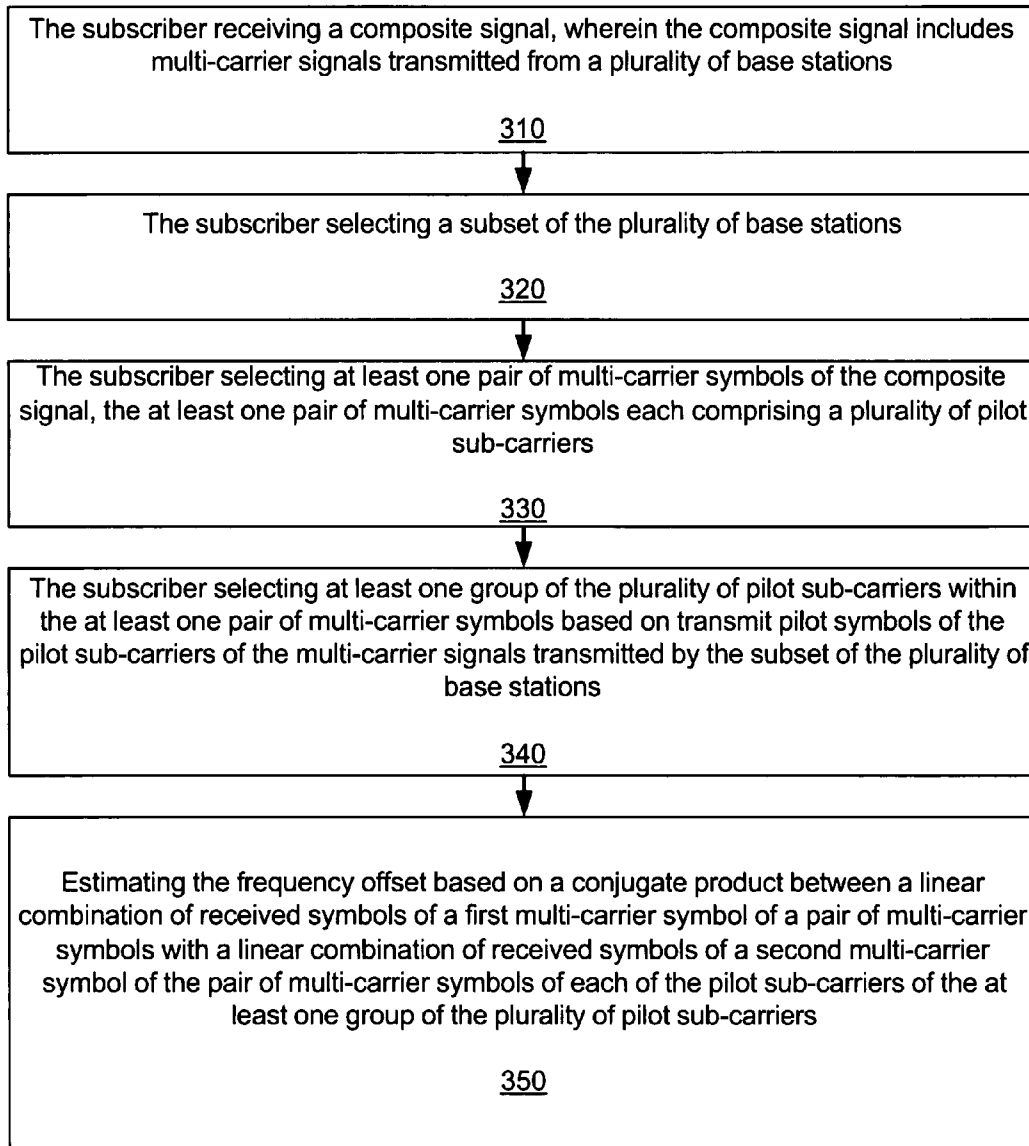 The subscriber receiving a composite signal, wherein the composite signal includes
multi-carrier signals transmitted from a plurality of base stations
310
The subscriber selecting a subset of the plurality of base stations
320
The subscriber selecting at least one pair of multi-carrier symbols of the composite
signal, the at least one pair of multi-carrier symbols each comprising a plurality of pilot
sub-carriers
330
The subscriber selecting at least one group of the plurality of pilot sub-carriers within
the at least one pair of multi-carrier symbols based on transmit pilot symbols of the
pilot sub-carriers of the multi-carrier signals transmitted by the subset of the plurality of
base stations
340
Estimating the frequency offset based on a conjugate product between a linear
combination of received symbols of a first multi-carrier symbol of a pair of multi-carrier
symbols with a linear combination of received symbols of a second multi-carrier
symbol of the pair of multi-carrier symbols of each of the pilot sub-carriers of the at
least one group of the plurality of pilot sub-carriers
350